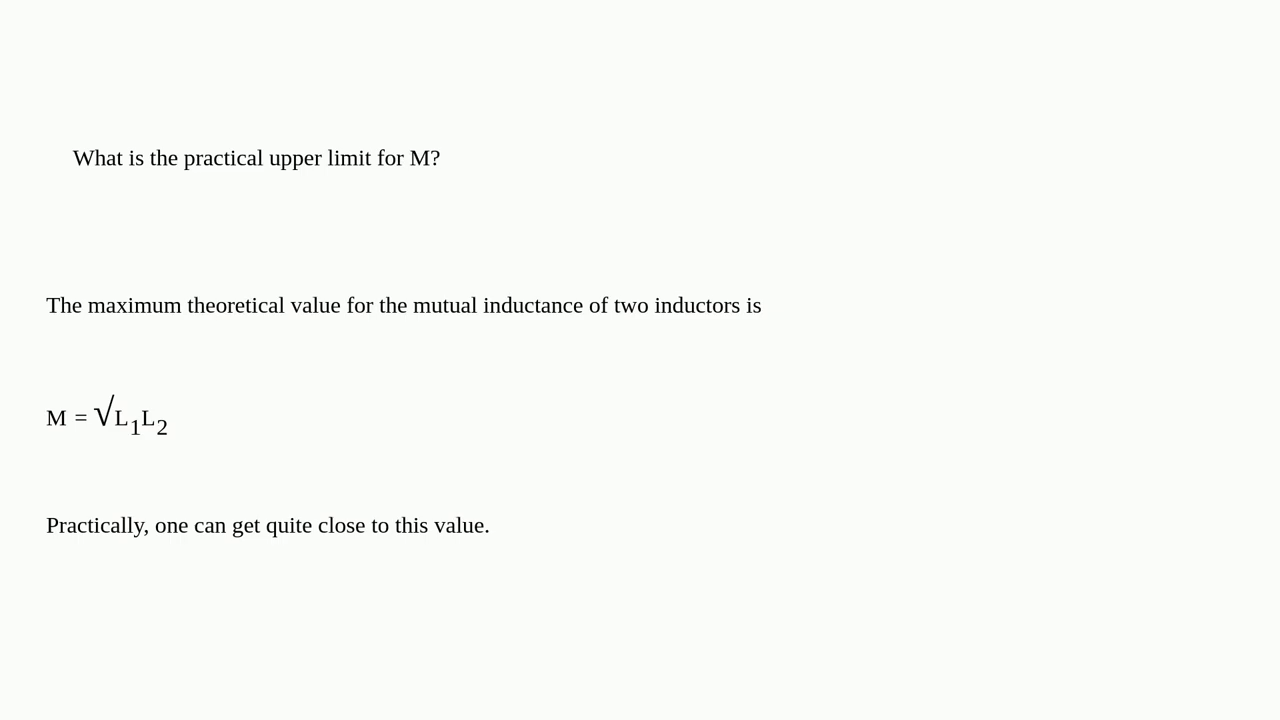 What is the practical upper limit for M?
The maximum theoretical value for the mutual inductance of two inductors is
M = √L1L2
Practically, one can get quite close to this value.